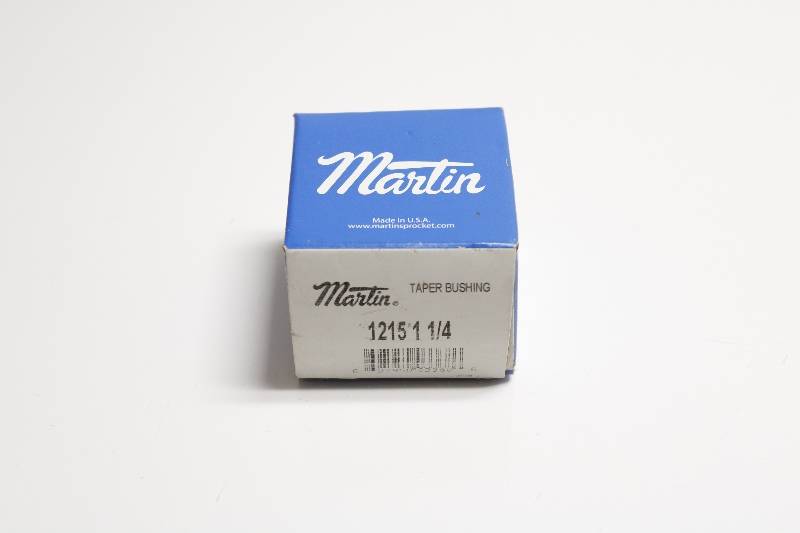 Martin
Made in U.S.A.
www.martinsprocket.com
Martin® TAPER BUSHING
1215 1 1/4